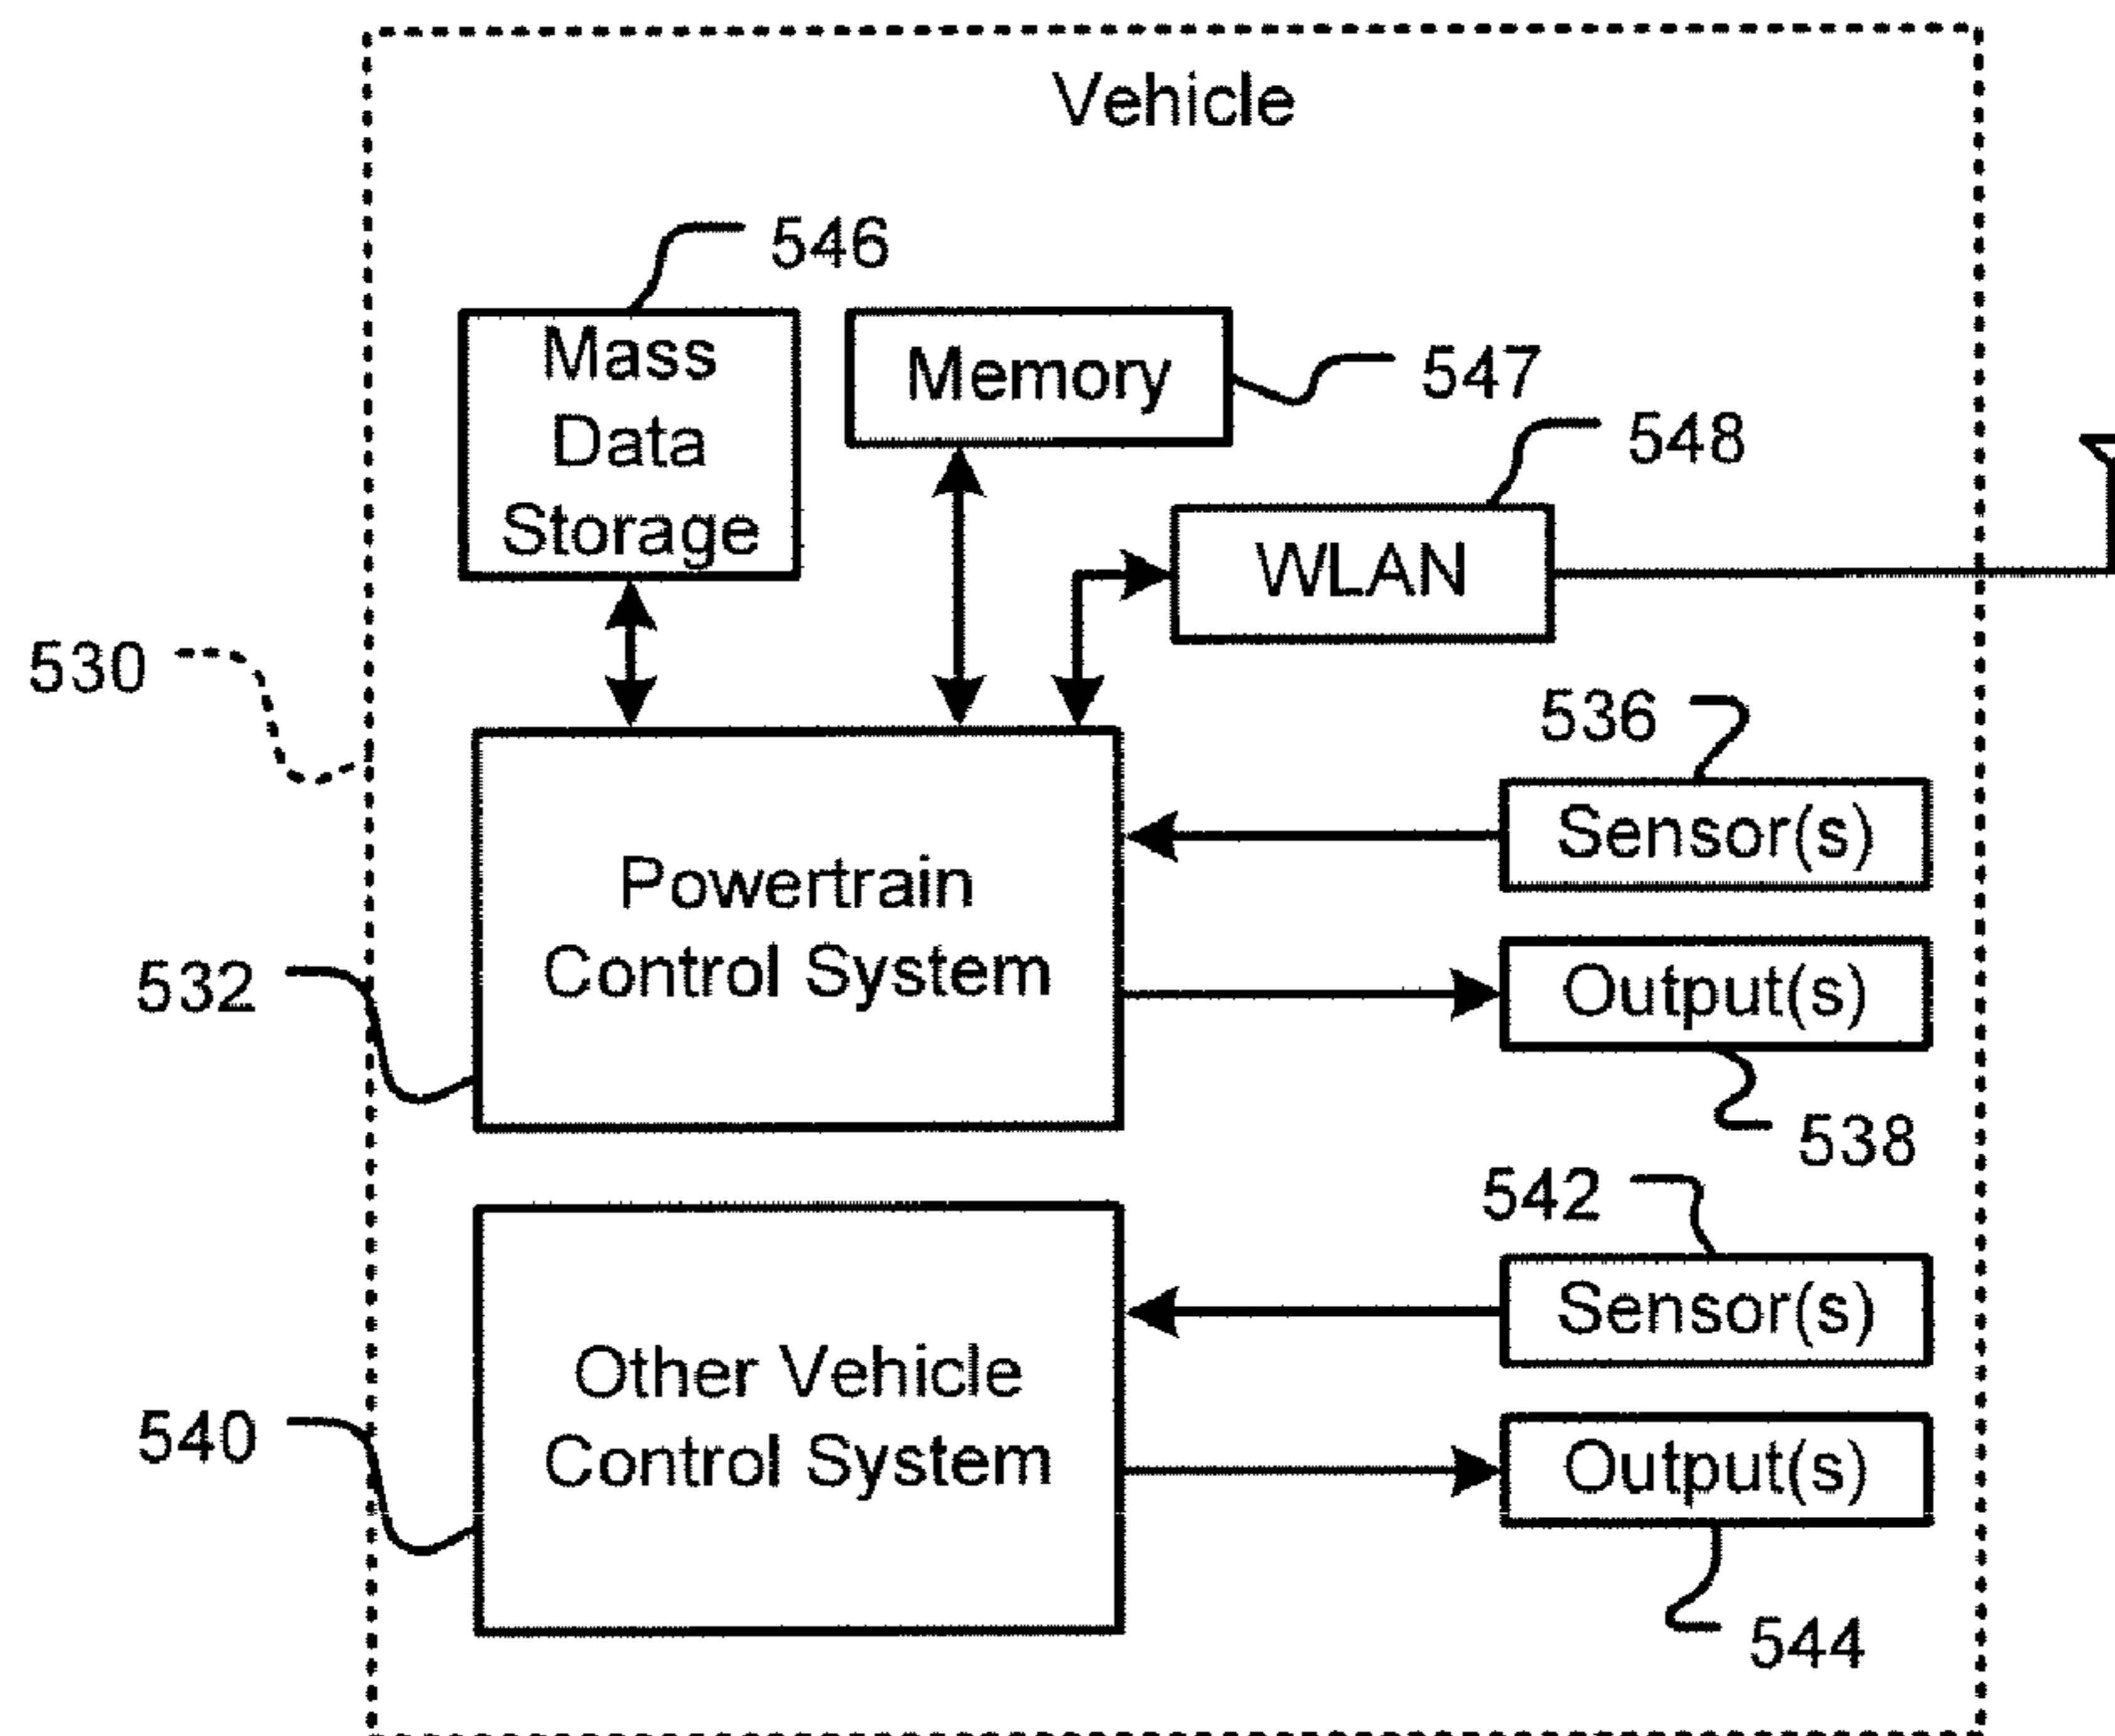 Vehicle
546
Mass
Data
Storage
Memory
547
548
WLAN
530
536
Sensor(s)
Powertrain
Control System
532
Output(s)
538
542
Sensor(s)
Other Vehicle
Control System
540
Output(s)
544